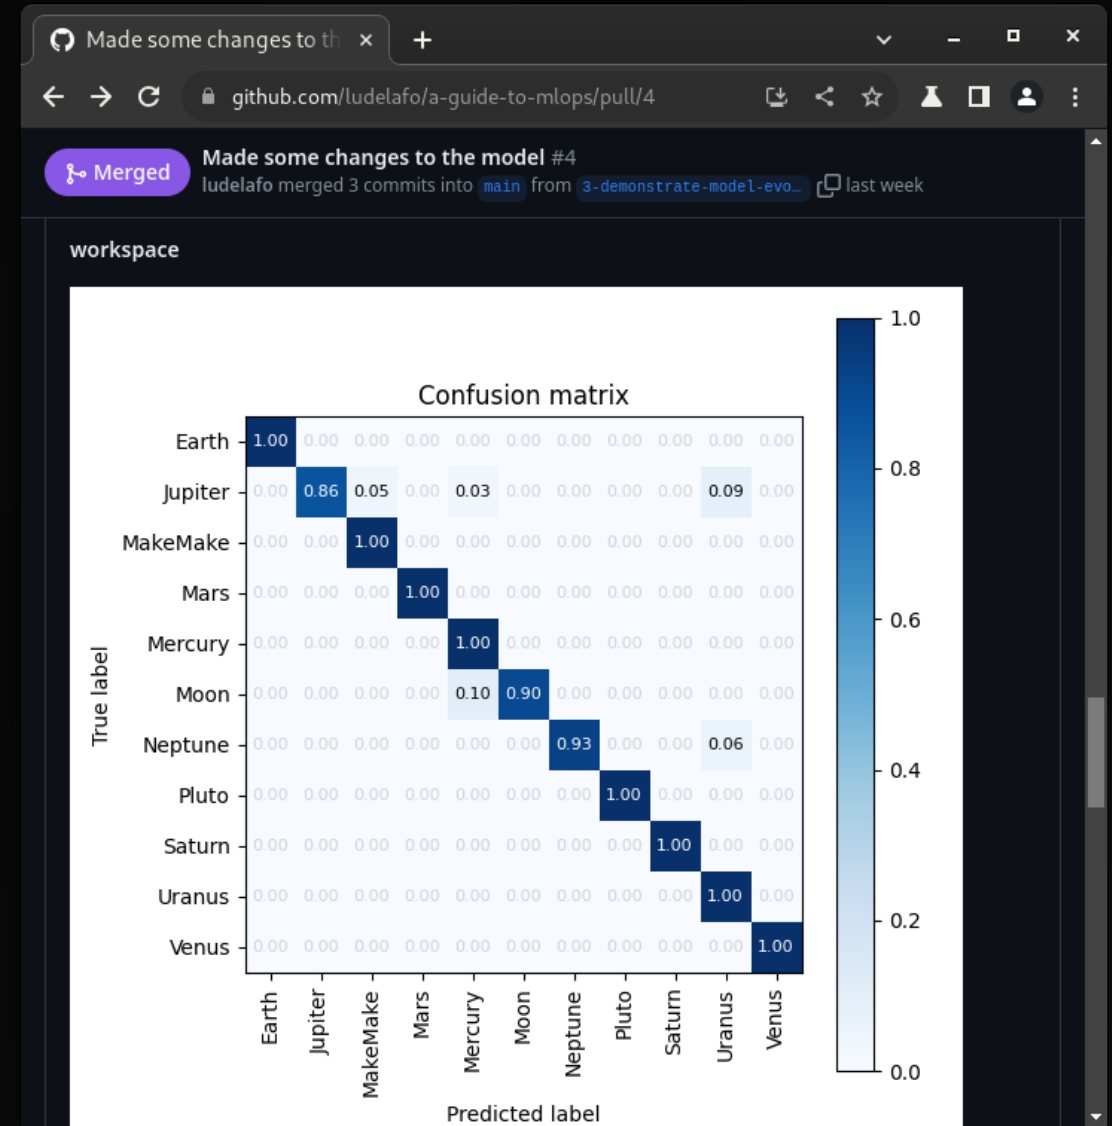 Made some changes to th
github.com/ludelafo/a-guide-to-mlops/pull/4
Merged
Made some changes to the model #4
ludelafo merged 3 commits into main from 3-demonstrate-model-evo… last week
workspace
Confusion matrix
Earth 1.00 0.00 0.00 0.00 0.00 0.00 0.00 0.00 0.00 0.00 0.00
Jupiter 0.00 0.86 0.05 0.00 0.03 0.00 0.00 0.00 0.00 0.09 0.00
MakeMake 0.00 0.00 1.00 0.00 0.00 0.00 0.00 0.00 0.00 0.00 0.00
Mars 0.00 0.00 0.00 1.00 0.00 0.00 0.00 0.00 0.00 0.00 0.00
Mercury 0.00 0.00 0.00 0.00 1.00 0.00 0.00 0.00 0.00 0.00 0.00
Moon 0.00 0.00 0.00 0.00 0.10 0.90 0.00 0.00 0.00 0.00 0.00
Neptune 0.00 0.00 0.00 0.00 0.00 0.00 0.93 0.00 0.00 0.06 0.00
Pluto 0.00 0.00 0.00 0.00 0.00 0.00 0.00 1.00 0.00 0.00 0.00
Saturn 0.00 0.00 0.00 0.00 0.00 0.00 0.00 0.00 1.00 0.00 0.00
Uranus 0.00 0.00 0.00 0.00 0.00 0.00 0.00 0.00 0.00 1.00 0.00
Venus 0.00 0.00 0.00 0.00 0.00 0.00 0.00 0.00 0.00 0.00 1.00
True label
Earth Jupiter MakeMake Mars Mercury Moon Neptune Pluto Saturn Uranus Venus
Predicted label
1.0
0.8
0.6
0.4
0.2
0.0